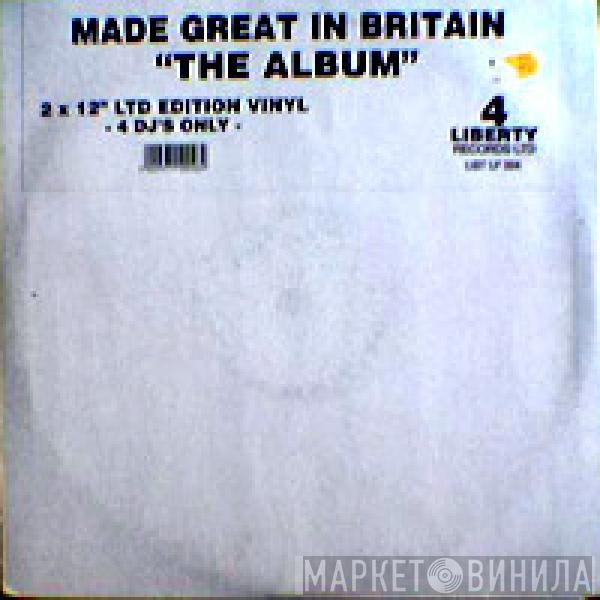 MADE GREAT IN BRITAIN
"THE ALBUM"
2 x 12" LTD EDITION VINYL
- 4 DJ'S ONLY -
4
LIBERTY
RECORDS LTD
МАРКЕТ ВИНИЛА